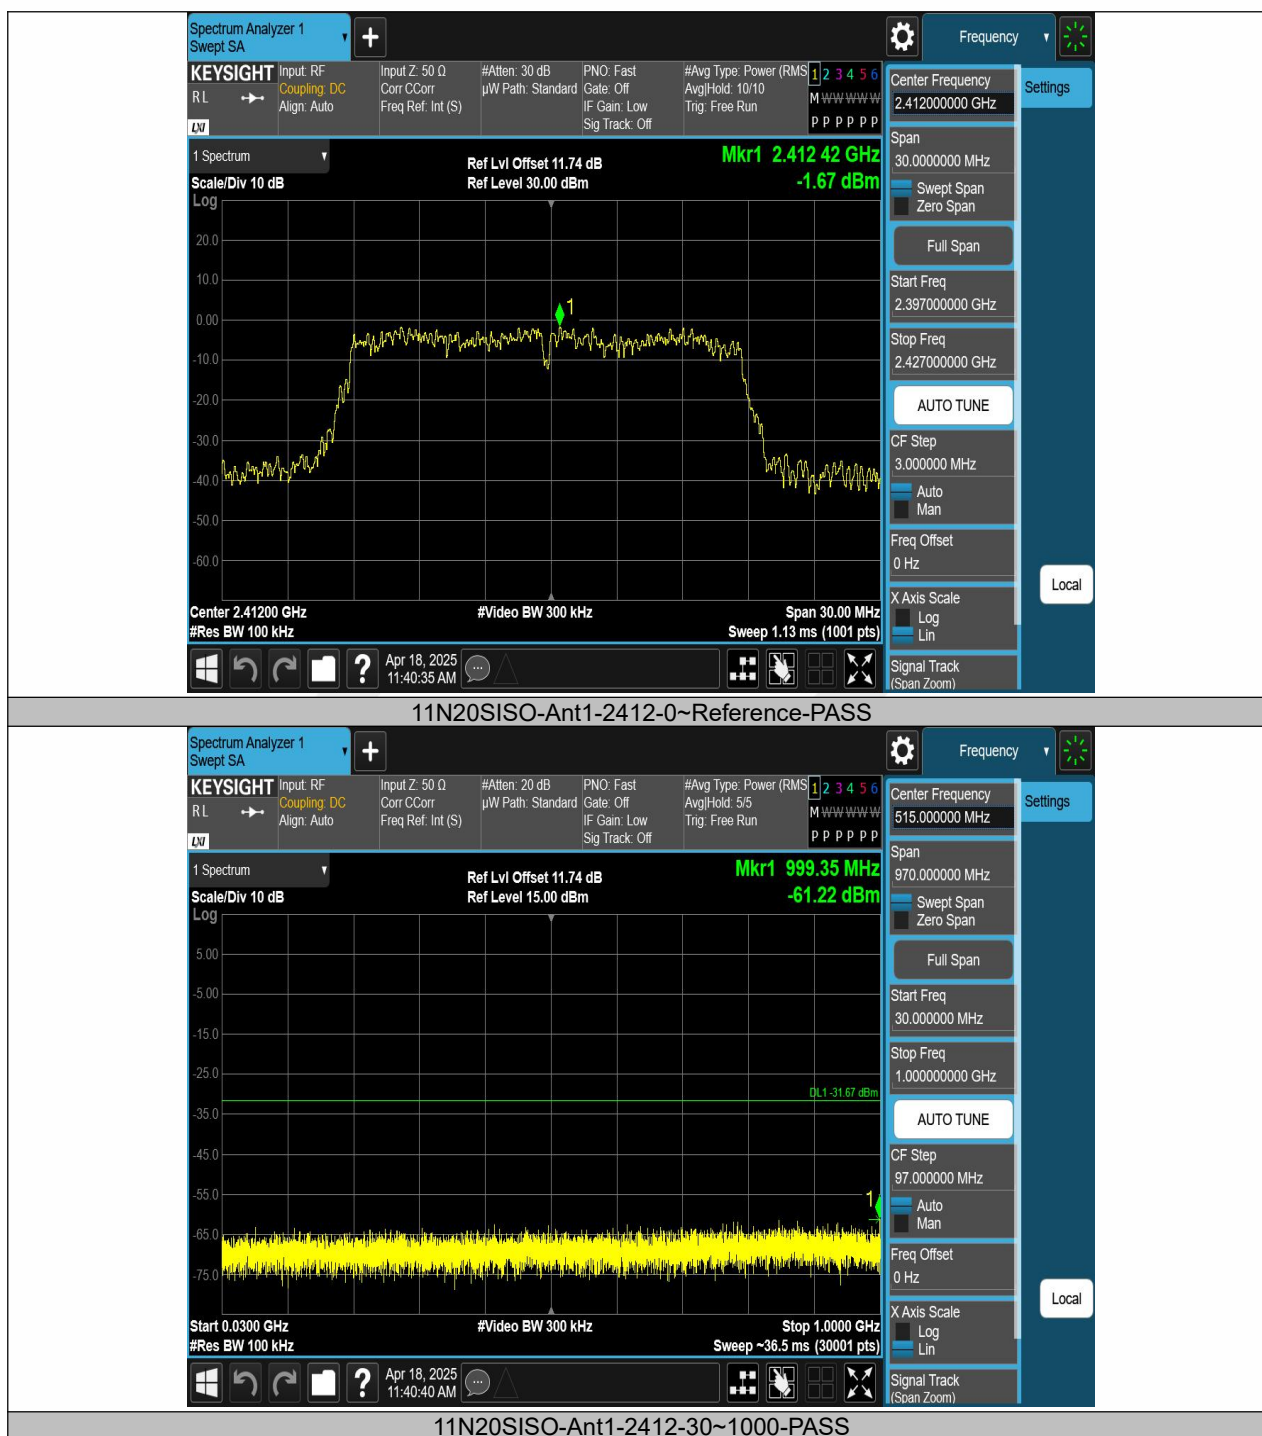 Spectrum Analyzer 1
Swept SA
+
Frequency
KEYSIGHT
RL
LXI
Input: RF
Coupling: DC
Align: Auto
Input Z: 50 Ω
Corr CCorr
Freq Ref: Int (S)
#Atten: 30 dB
µW Path: Standard
PNO: Fast
Gate: Off
IF Gain: Low
Sig Track: Off
#Avg Type: Power (RMS
Avg|Hold: 10/10
Trig: Free Run
1 2 3 4 5 6
M W W W W W
P P P P P P
1 Spectrum
Scale/Div 10 dB
Log
Ref Lvl Offset 11.74 dB
Ref Level 30.00 dBm
Mkr1 2.412 42 GHz
-1.67 dBm
20.0
10.0
0.00
1
-10.0
-20.0
-30.0
-40.0
-50.0
-60.0
Center 2.41200 GHz
#Res BW 100 kHz
#Video BW 300 kHz
Span 30.00 MHz
Sweep 1.13 ms (1001 pts)
?
Apr 18, 2025
11:40:35 AM
Center Frequency
2.412000000 GHz
Settings
Span
30.0000000 MHz
Swept Span
Zero Span
Full Span
Start Freq
2.397000000 GHz
Stop Freq
2.427000000 GHz
AUTO TUNE
CF Step
3.000000 MHz
Auto
Man
Freq Offset
0 Hz
X Axis Scale
Log
Lin
Local
Signal Track
(Span Zoom)
11N20SISO-Ant1-2412-0~Reference-PASS
Spectrum Analyzer 1
Swept SA
+
Frequency
KEYSIGHT
RL
LXI
Input: RF
Coupling: DC
Align: Auto
Input Z: 50 Ω
Corr CCorr
Freq Ref: Int (S)
#Atten: 20 dB
µW Path: Standard
PNO: Fast
Gate: Off
IF Gain: Low
Sig Track: Off
#Avg Type: Power (RMS
Avg|Hold: 5/5
Trig: Free Run
1 2 3 4 5 6
M W W W W W
P P P P P P
1 Spectrum
Scale/Div 10 dB
Log
Ref Lvl Offset 11.74 dB
Ref Level 15.00 dBm
Mkr1 999.35 MHz
-61.22 dBm
5.00
-5.00
-15.0
-25.0
DL1 -31.67 dBm
-35.0
-45.0
-55.0
1
-65.0
-75.0
Start 0.0300 GHz
#Res BW 100 kHz
#Video BW 300 kHz
Stop 1.0000 GHz
Sweep ~36.5 ms (30001 pts)
?
Apr 18, 2025
11:40:40 AM
Center Frequency
515.000000 MHz
Settings
Span
970.000000 MHz
Swept Span
Zero Span
Full Span
Start Freq
30.000000 MHz
Stop Freq
1.000000000 GHz
AUTO TUNE
CF Step
97.000000 MHz
Auto
Man
Freq Offset
0 Hz
X Axis Scale
Log
Lin
Local
Signal Track
(Span Zoom)
11N20SISO-Ant1-2412-30~1000-PASS